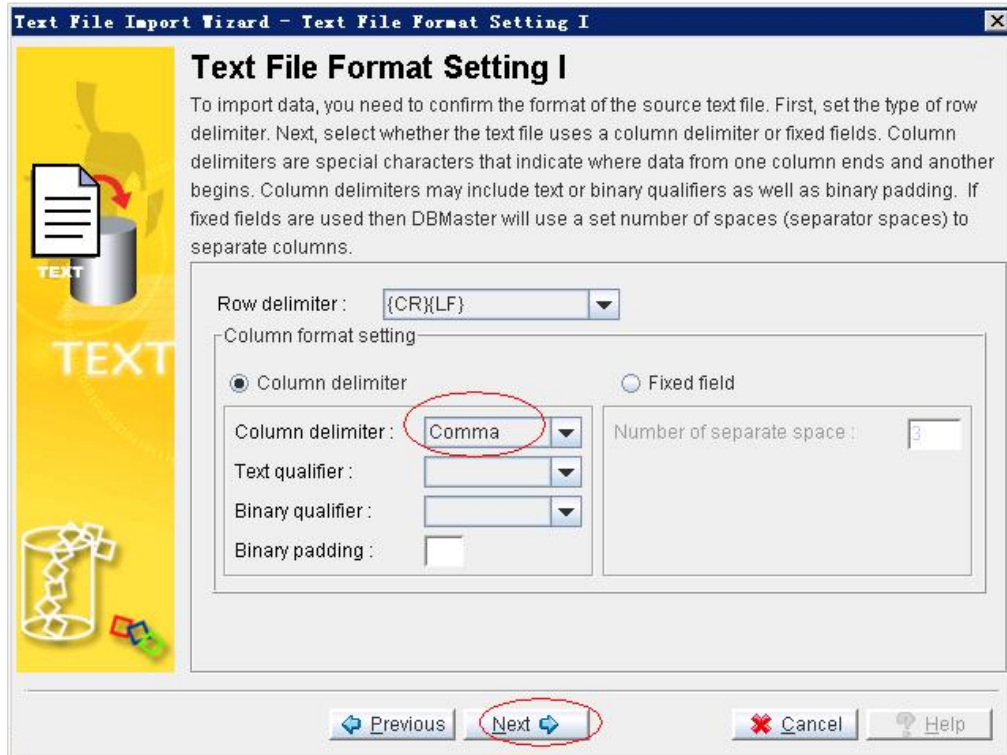 Text File Import Wizard - Text File Format Setting I
Text File Format Setting I
To import data, you need to confirm the format of the source text file. First, set the type of row
delimiter. Next, select whether the text file uses a column delimiter or fixed fields. Column
delimiters are special characters that indicate where data from one column ends and another
begins. Column delimiters may include text or binary qualifiers as well as binary padding. If
fixed fields are used then DBMaster will use a set number of spaces (separator spaces) to
separate columns.
TEXT
TEXT
Row delimiter : {CR}{LF}
Column format setting
Column delimiter
Fixed field
Column delimiter : Comma
Number of separate space : 3
Text qualifier :
Binary qualifier :
Binary padding :
Previous Next Cancel Help